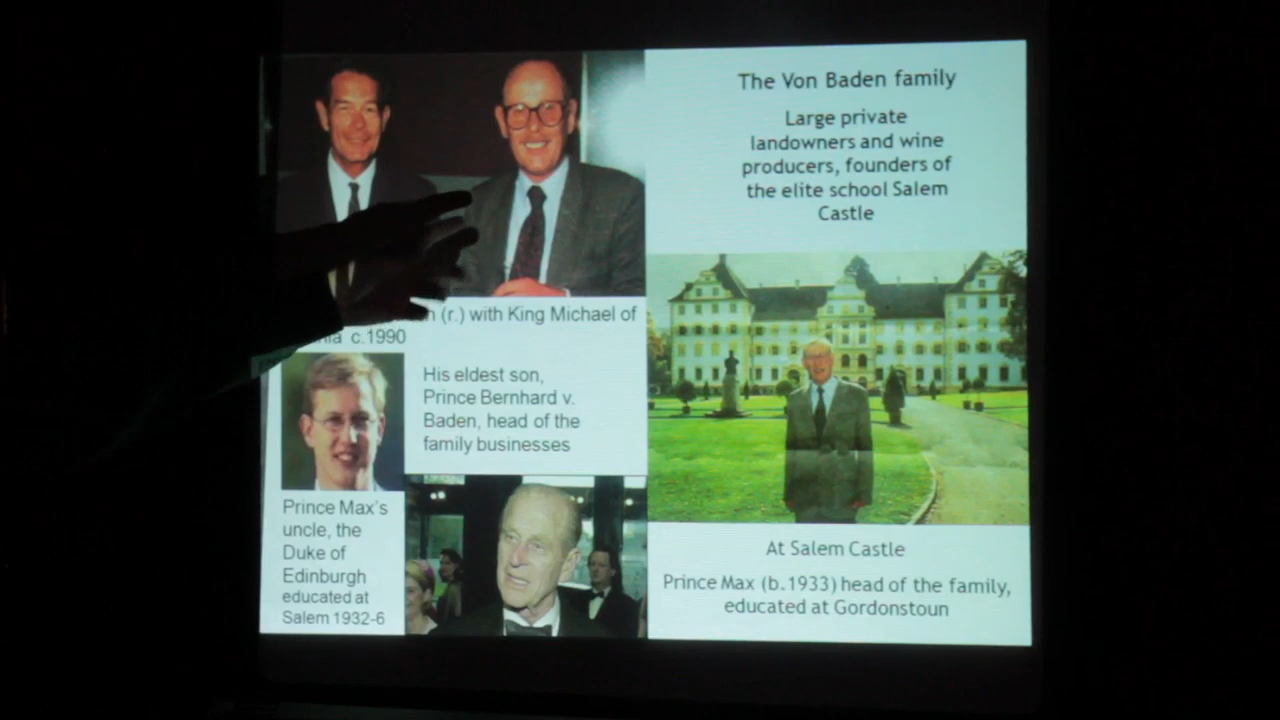 The Von Baden family
Large private
landowners and wine
producers, founders of
the elite school Salem
Castle
(r.) with King Michael of
c.1990
His eldest son,
Prince Bernhard v.
Baden, head of the
family businesses
Prince Max's
uncle, the
Duke of
Edinburgh
educated at
Salem 1932-6
At Salem Castle
Prince Max (b.1933) head of the family,
educated at Gordonstoun